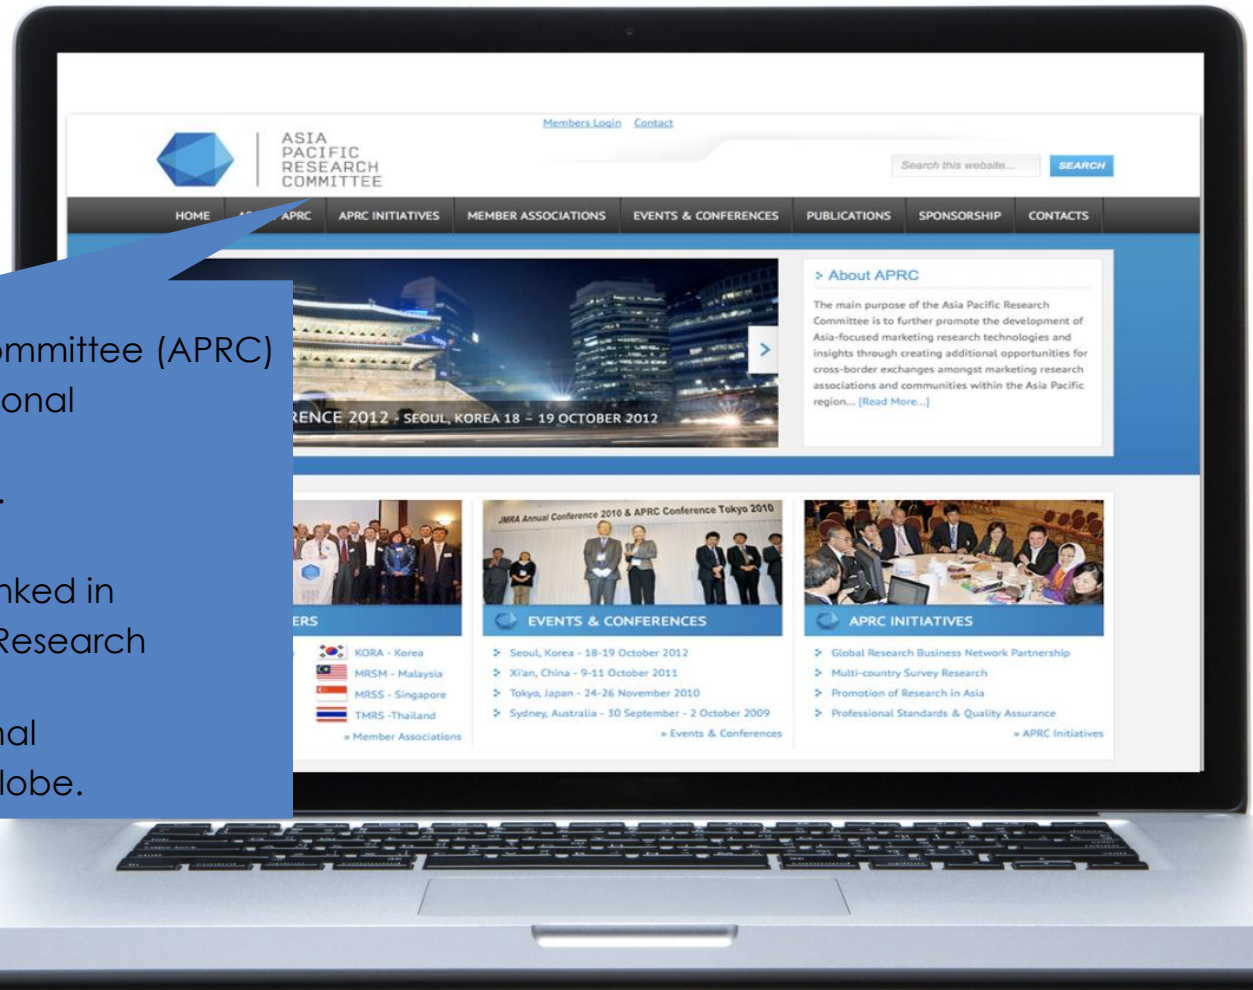 Members Login Contact
ASIA
PACIFIC
RESEARCH
COMMITTEE
Search this website...
SEARCH
HOME
APRC
APRC INITIATIVES
MEMBER ASSOCIATIONS
EVENTS & CONFERENCES
PUBLICATIONS
SPONSORSHIP
CONTACTS
ommittee (APRC)
onal
.
nked in
Research
nal
lobe.
RENCE 2012 - SEOUL, KOREA 18 – 19 OCTOBER 2012
About APRC
The main purpose of the Asia Pacific Research
Committee is to further promote the development of
Asia-focused marketing research technologies and
insights through creating additional opportunities for
cross-border exchanges amongst marketing research
associations and communities within the Asia Pacific
region... [Read More...]
ERS
KORA - Korea
MRSM - Malaysia
MRSS - Singapore
TMRS -Thailand
» Member Associations
JMRA Annual Conference 2010 & APRC Conference Tokyo 2010
EVENTS & CONFERENCES
Seoul, Korea - 18-19 October 2012
Xi'an, China - 9-11 October 2011
Tokyo, Japan - 24-26 November 2010
Sydney, Australia - 30 September - 2 October 2009
» Events & Conferences
APRC INITIATIVES
Global Research Business Network Partnership
Multi-country Survey Research
Promotion of Research in Asia
Professional Standards & Quality Assurance
» APRC Initiatives